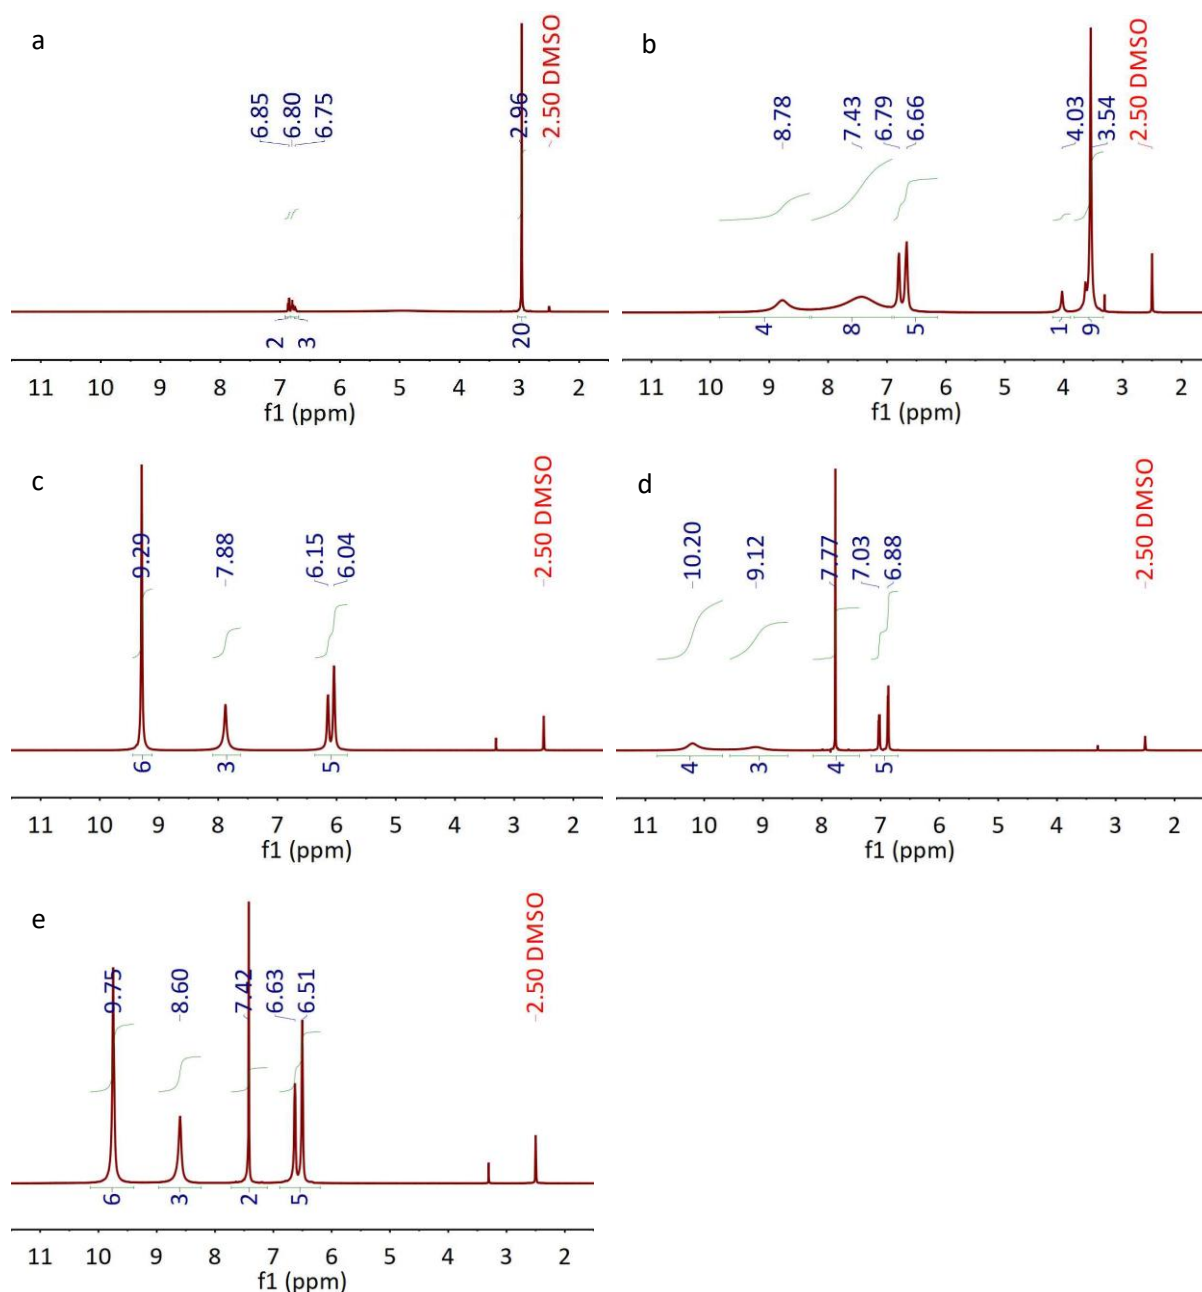 a
6.85
6.80
6.75
2.96
2.50 DMSO
2
3
20
11 10 9 8 7 6 5 4 3 2
f1 (ppm)
b
8.78
7.43
6.79
6.66
4.03
3.54
2.50 DMSO
4
8
5
1
9
11 10 9 8 7 6 5 4 3 2
f1 (ppm)
c
9.29
7.88
6.15
6.04
2.50 DMSO
6
3
5
11 10 9 8 7 6 5 4 3 2
f1 (ppm)
d
10.20
9.12
7.77
7.03
6.88
2.50 DMSO
4
3
4
5
11 10 9 8 7 6 5 4 3 2
f1 (ppm)
e
9.75
8.60
7.42
6.63
6.51
2.50 DMSO
6
3
2
5
11 10 9 8 7 6 5 4 3 2
f1 (ppm)